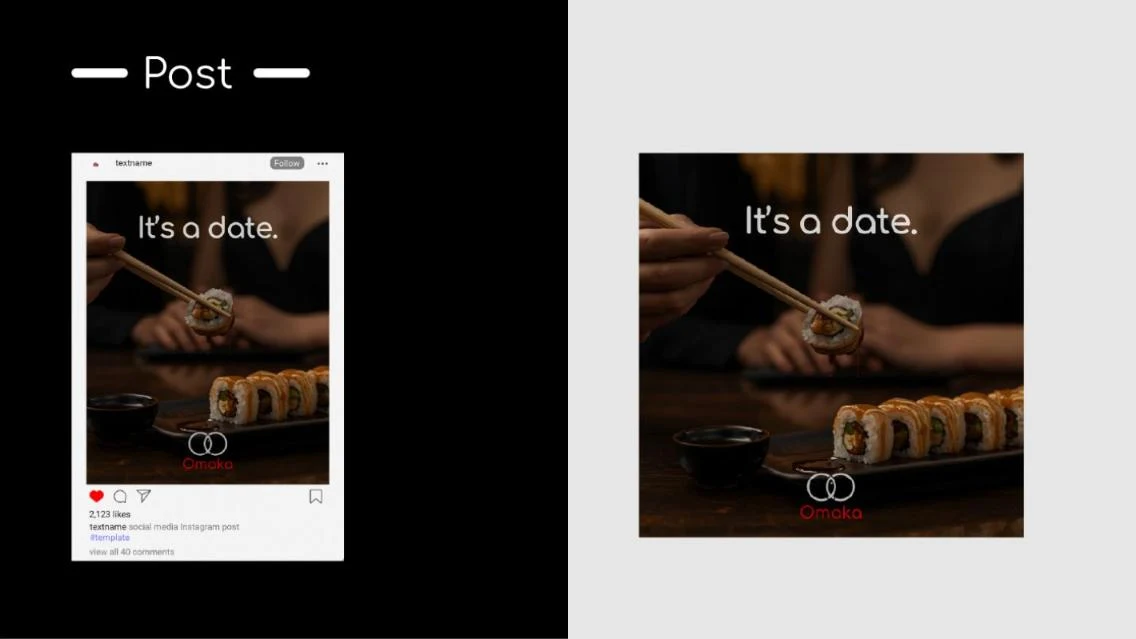 Post
textname
Follow
It's a date.
Omaka
2,123 likes
textname social media Instagram post
#template
view all 40 comments
It's a date.
Omaka